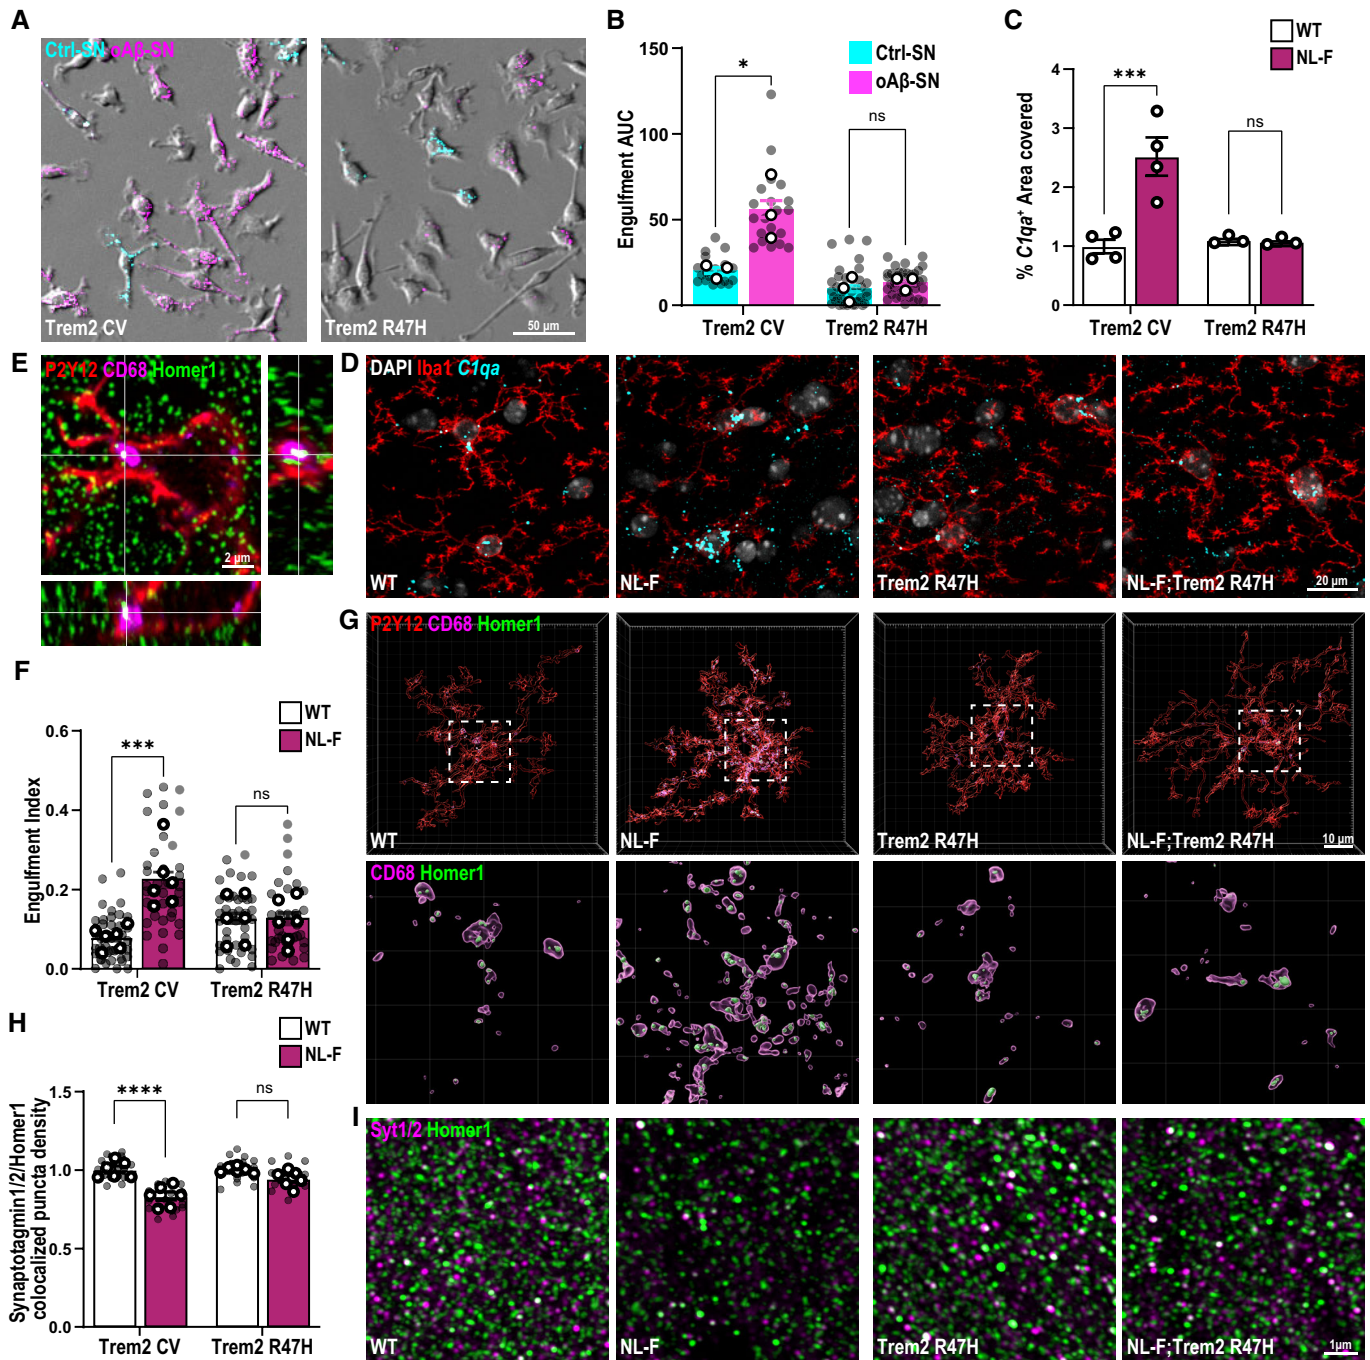 A
Ctrl-SN oAβ-SN
Trem2 CV
Trem2 R47H
50 µm
B
Engulfment AUC
150
100
50
0
*
ns
Ctrl-SN
oAβ-SN
Trem2 CV
Trem2 R47H
C
WT
NL-F
% C1qa⁺ Area covered
4
3
2
1
0
***
ns
Trem2 CV
Trem2 R47H
E
P2Y12 CD68 Homer1
2 µm
D
DAPI Iba1 C1qa
WT
NL-F
Trem2 R47H
NL-F;Trem2 R47H
20 µm
F
WT
NL-F
Engulfment Index
0.6
0.4
0.2
0.0
***
ns
Trem2 CV
Trem2 R47H
G
P2Y12 CD68 Homer1
WT
NL-F
Trem2 R47H
NL-F;Trem2 R47H
10 µm
CD68 Homer1
H
WT
NL-F
Synaptotagmin1/2/Homer1
colocalized puncta density
1.5
1.0
0.5
0.0
****
ns
Trem2 CV
Trem2 R47H
I
Syt1/2 Homer1
WT
NL-F
Trem2 R47H
NL-F;Trem2 R47H
1µm